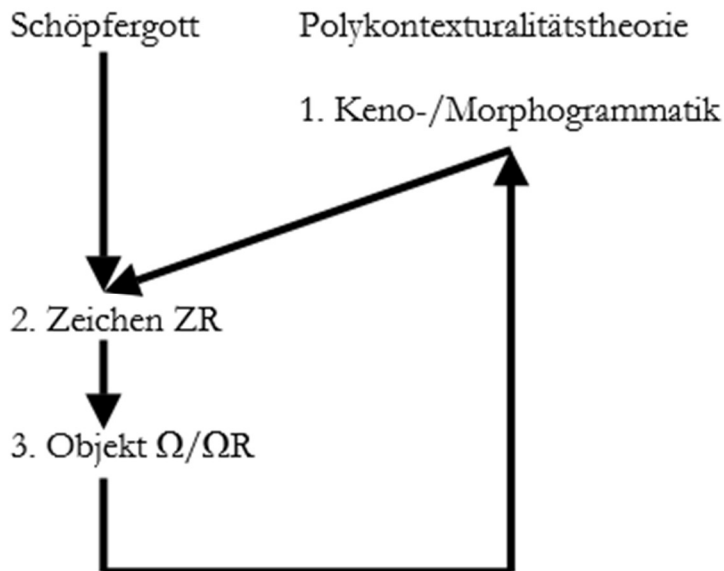 Schöpfergott
Polykontexturalitätstheorie
1. Keno-/Morphogrammatik
2. Zeichen ZR
3. Objekt Ω/ΩR